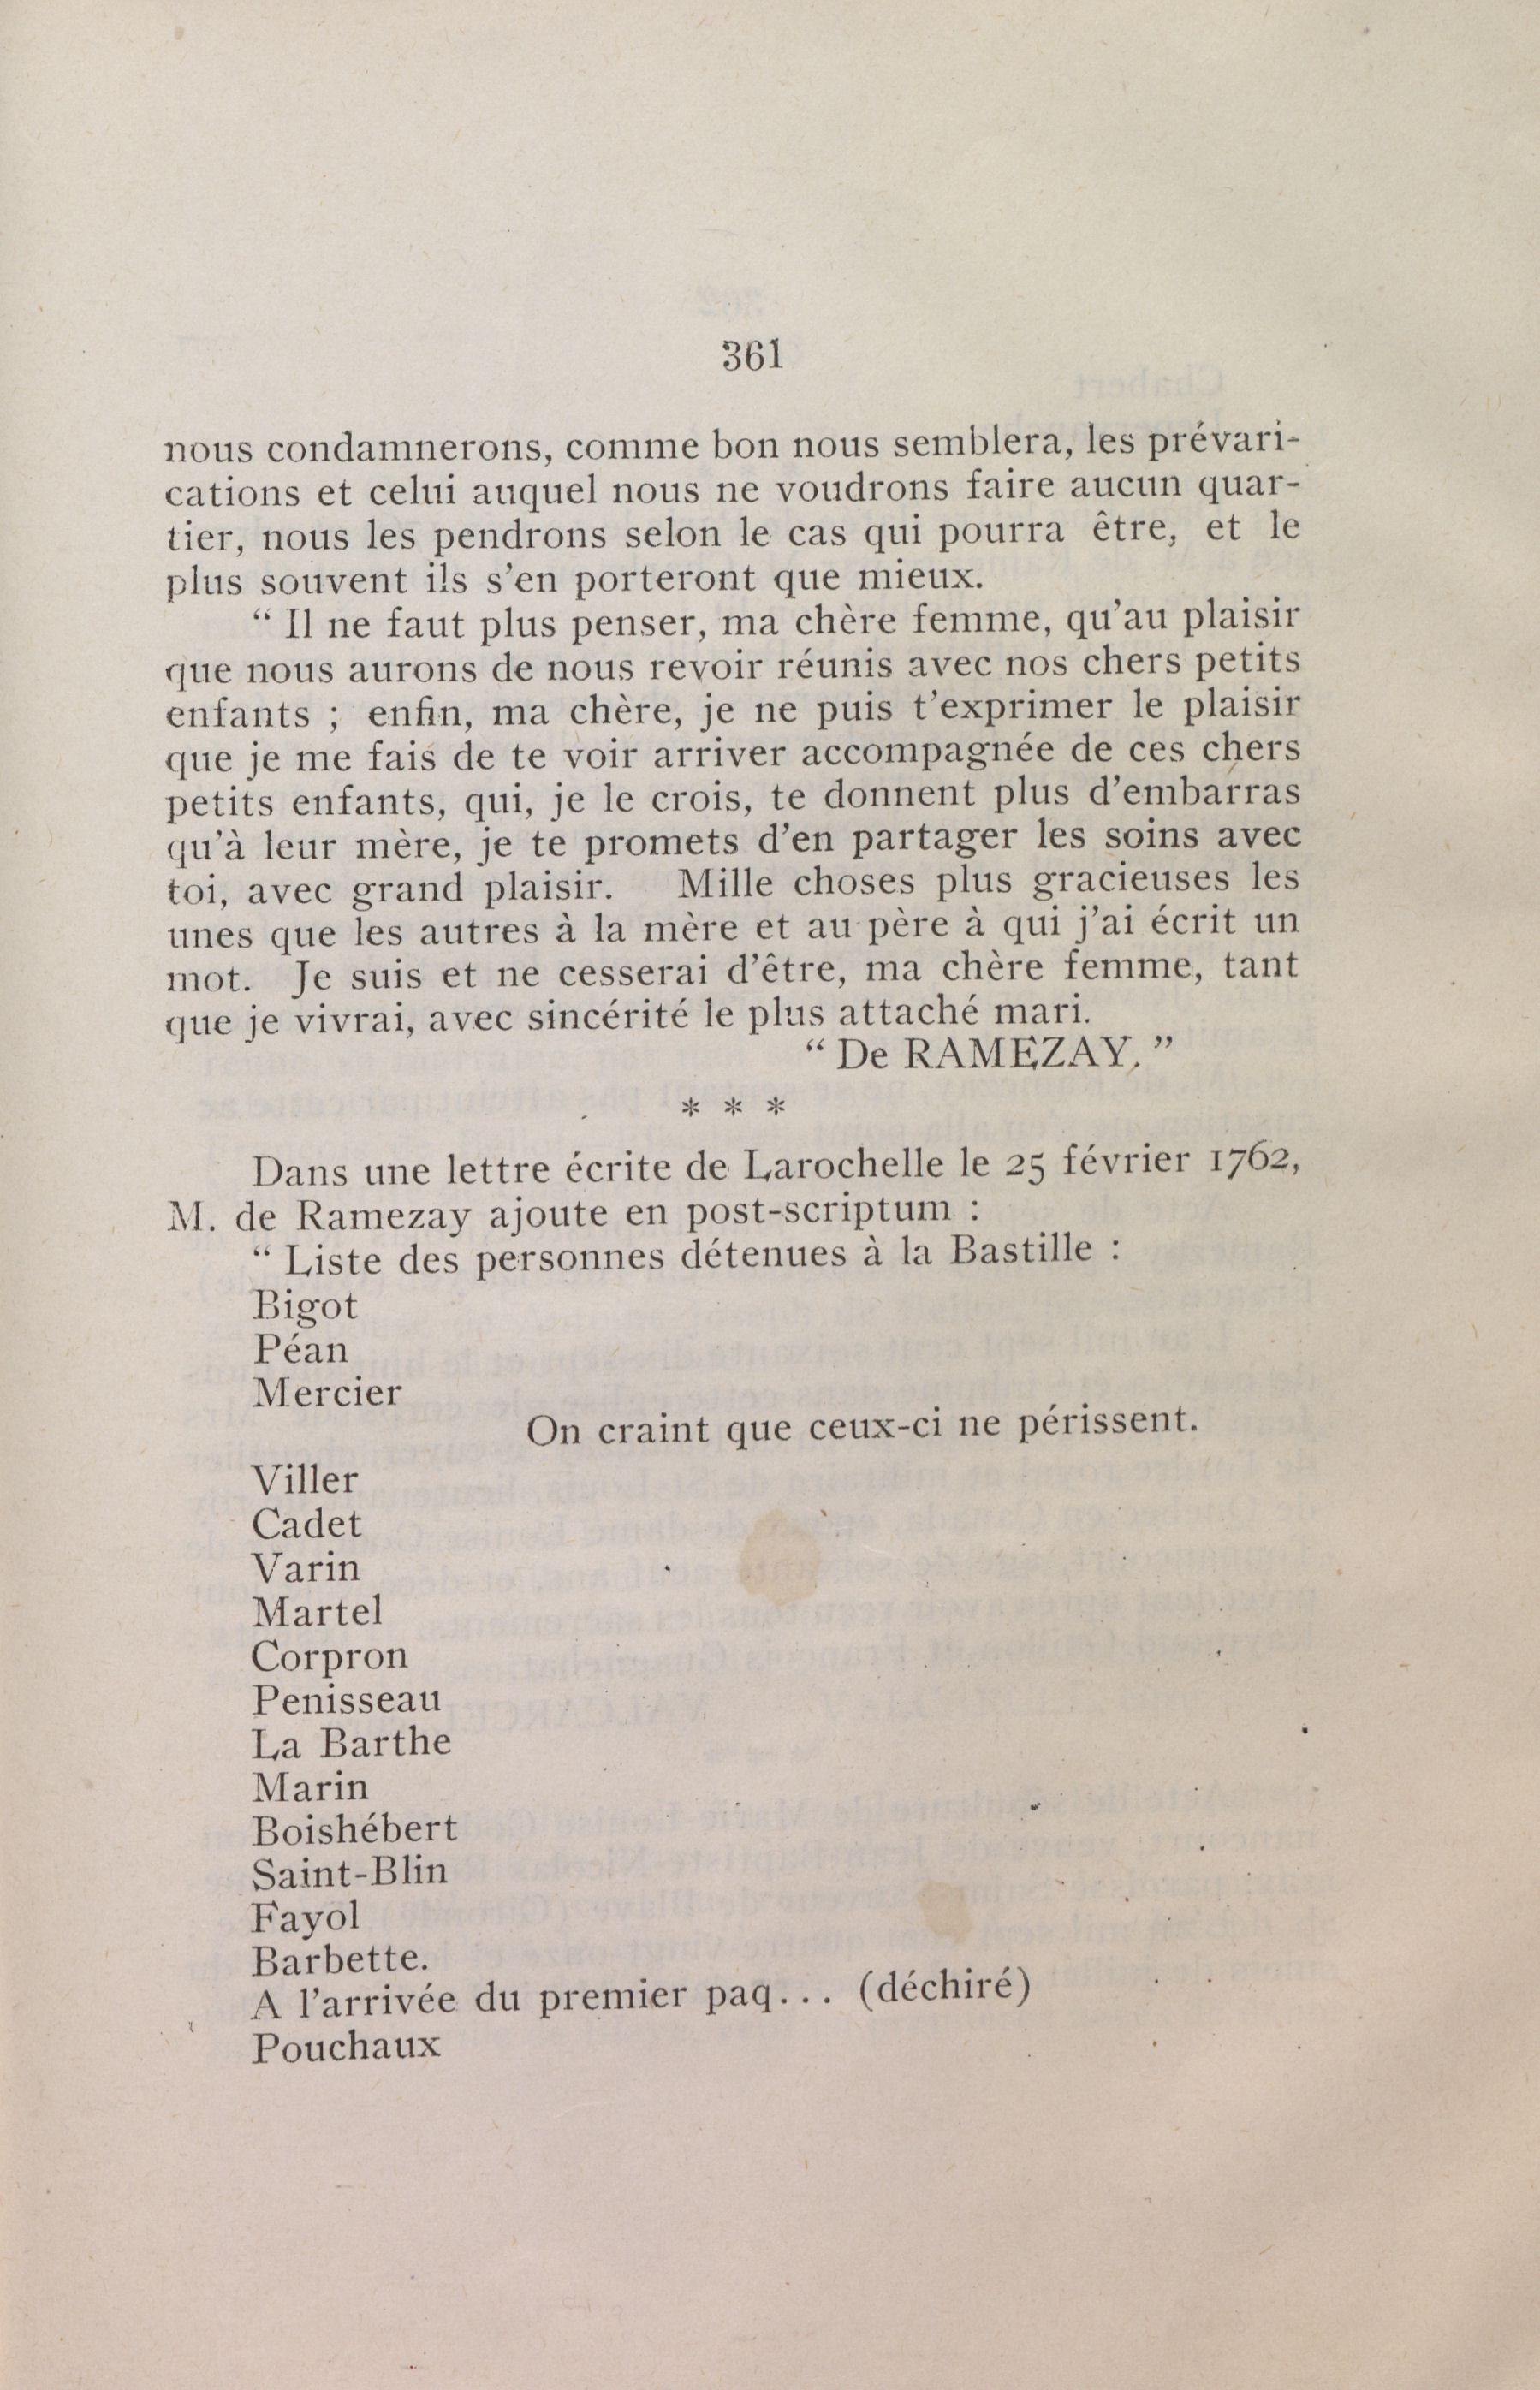 361
nous condamnerons, comme bon nous semblera, les prévari-
cations et celui auquel nous ne voudrons faire aucun quar-
tier, nous les pendrons selon le cas qui pourra être, et le
plus souvent ils s'en porteront que mieux.
“ Il ne faut plus penser, ma chère femme, qu'au plaisir
que nous aurons de nous revoir réunis avec nos chers petits
enfants ; enfin, ma chère, je ne puis t'exprimer le plaisir
que je me fais de te voir arriver accompagnée de ces chers
petits enfants, qui, je le crois, te donnent plus d'embarras
qu'à leur mère, je te promets d'en partager les soins avec
toi, avec grand plaisir. Mille choses plus gracieuses les
unes que les autres à la mère et au père à qui j'ai écrit un
mot. Je suis et ne cesserai d'être, ma chère femme, tant
que je vivrai, avec sincérité le plus attaché mari.
“ De RAMEZAY. ”
* * *
Dans une lettre écrite de Larochelle le 25 février 1762,
M. de Ramezay ajoute en post-scriptum :
“ Liste des personnes détenues à la Bastille :
Bigot
Péan
Mercier
On craint que ceux-ci ne périssent.
Viller
Cadet
Varin
Martel
Corpron
Penisseau
La Barthe
Marin
Boishébert
Saint-Blin
Fayol
Barbette.
A l'arrivée du premier paq... (déchiré)
Pouchaux